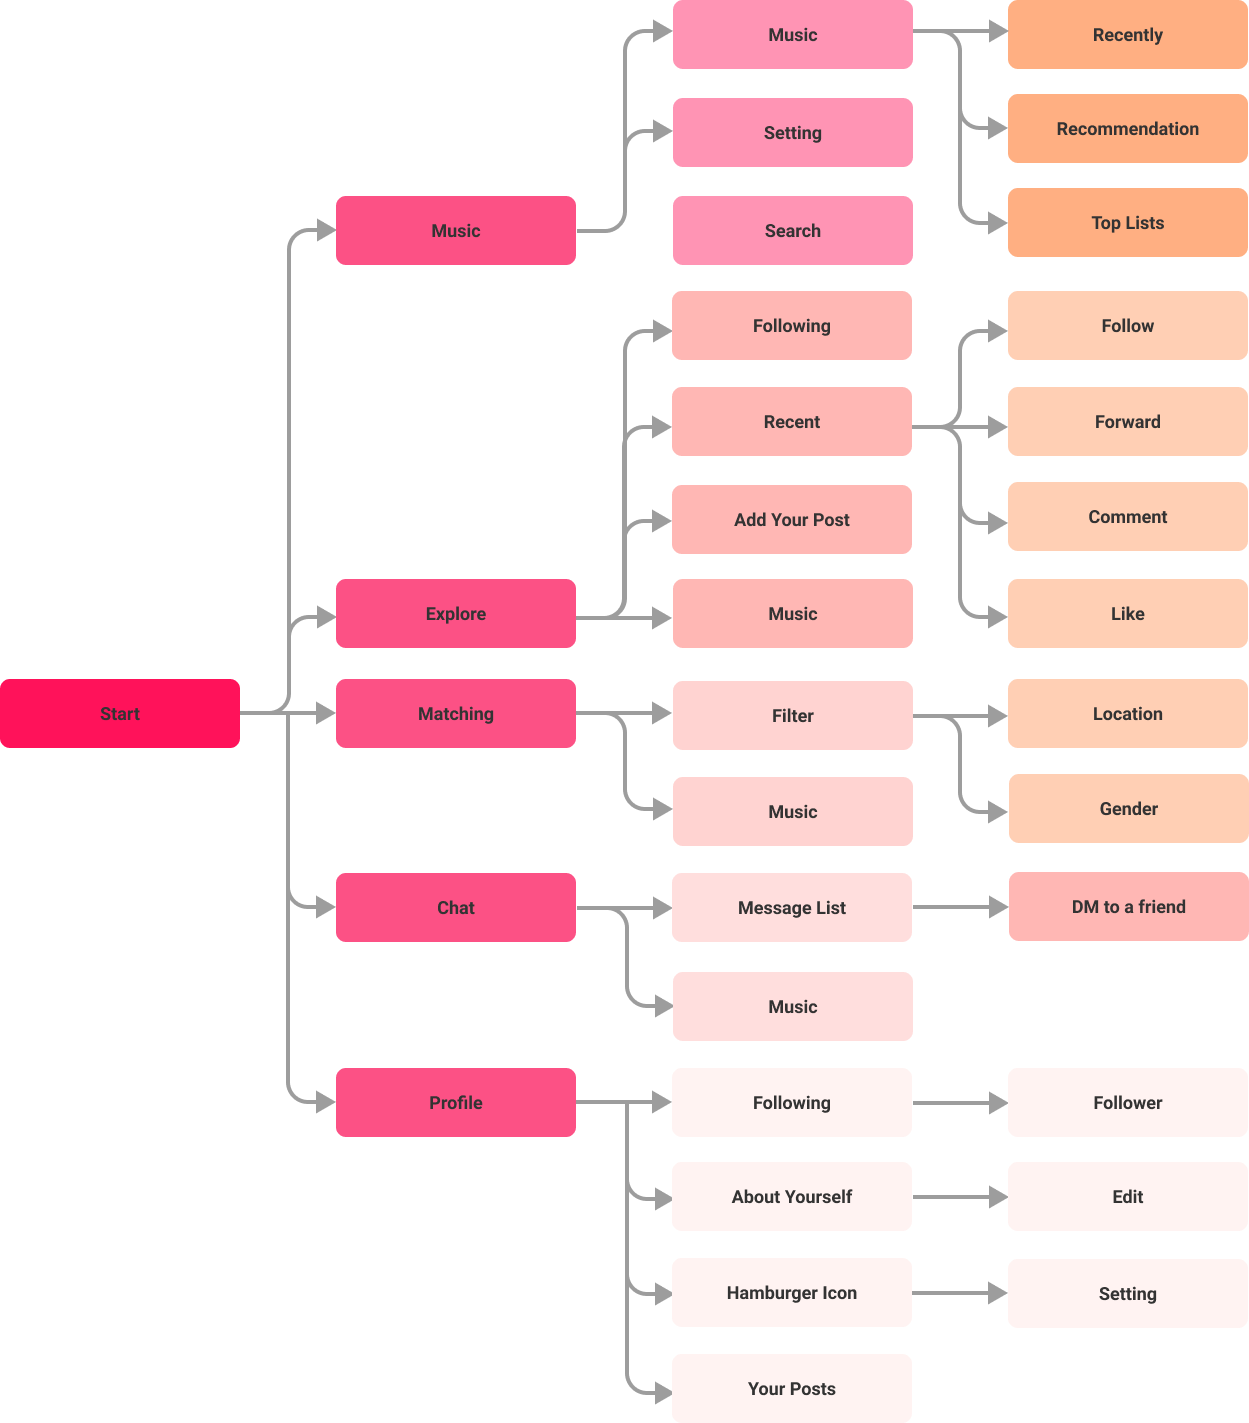 Start
Music
Explore
Matching
Chat
Profile
Music
Setting
Search
Following
Recent
Add Your Post
Music
Filter
Music
Message List
Music
Following
About Yourself
Hamburger Icon
Your Posts
Recently
Recommendation
Top Lists
Follow
Forward
Comment
Like
Location
Gender
DM to a friend
Follower
Edit
Setting